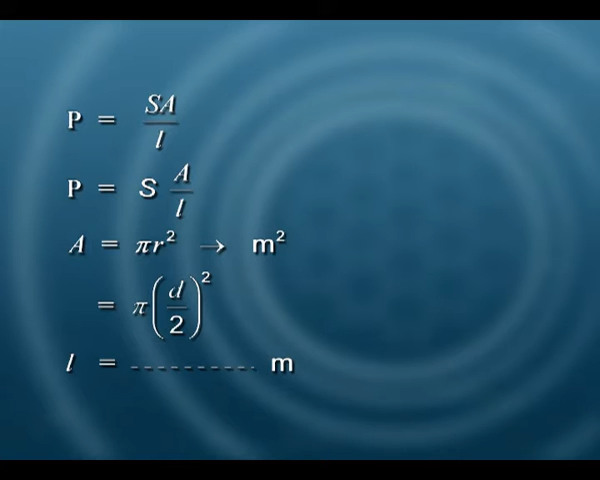 P = SA/l
P = S A/l
A = πr² → m²
= π(d/2)²
l = ---------- m